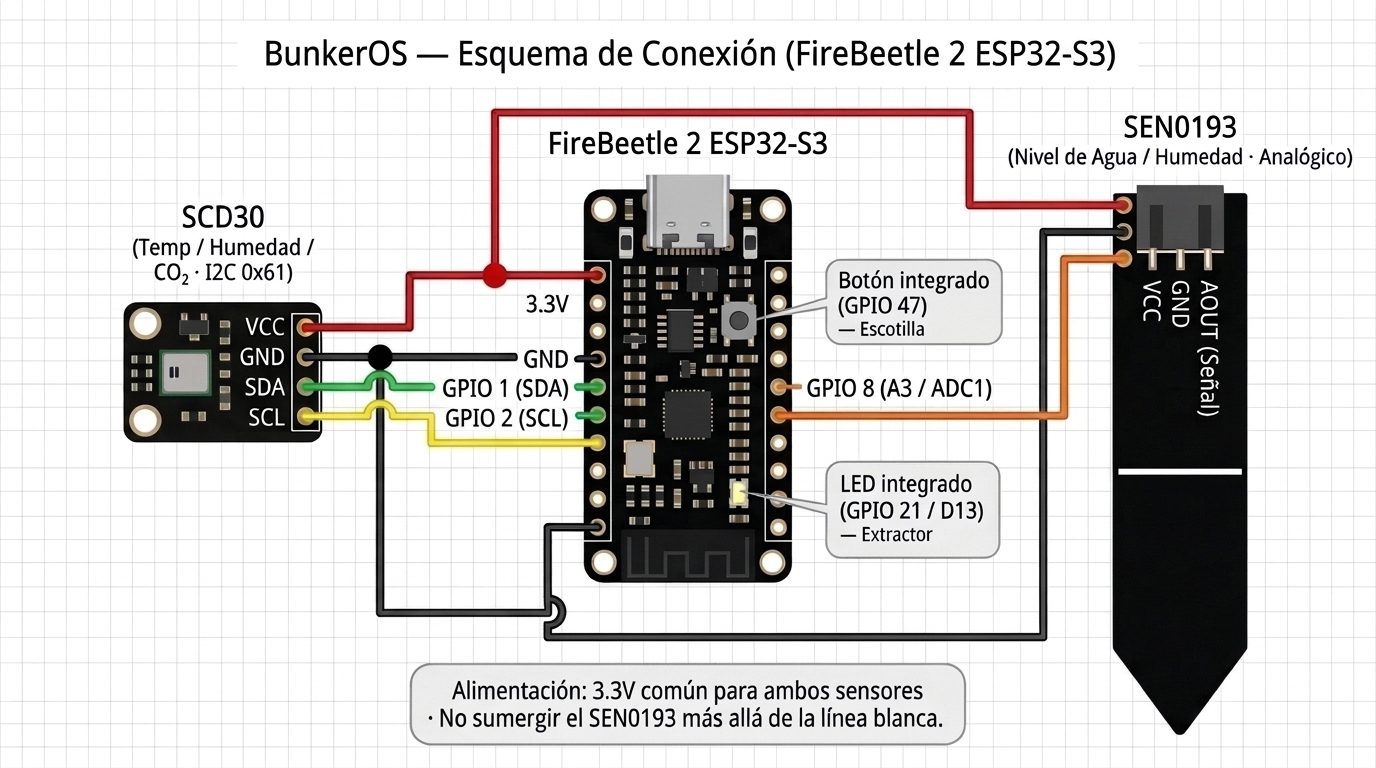 BunkerOS — Esquema de Conexión (FireBeetle 2 ESP32-S3)
FireBeetle 2 ESP32-S3
SEN0193
(Nivel de Agua / Humedad · Analógico)
SCD30
(Temp / Humedad /
CO₂ · I2C 0x61)
VCC
GND
SDA
SCL
3.3V
GND
GPIO 1 (SDA)
GPIO 2 (SCL)
Botón integrado
(GPIO 47)
— Escotilla
GPIO 8 (A3 / ADC1)
LED integrado
(GPIO 21 / D13)
— Extractor
VCC
GND
AOUT (Señal)
Alimentación: 3.3V común para ambos sensores
· No sumergir el SEN0193 más allá de la línea blanca.